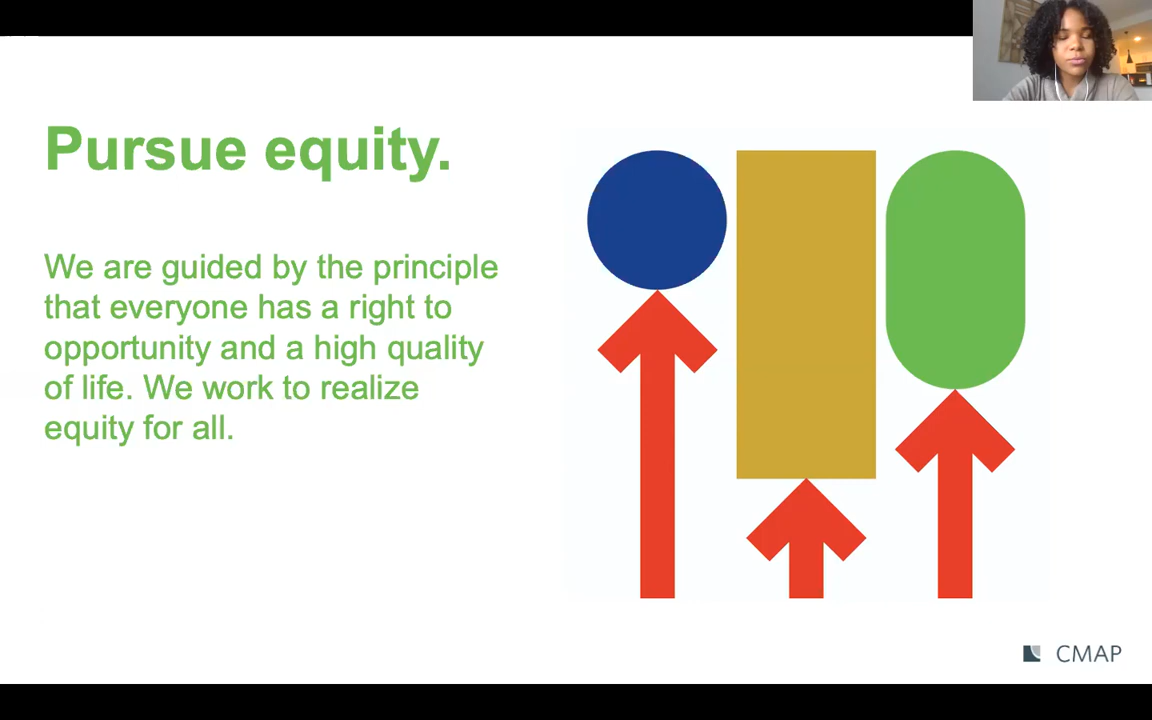 Pursue equity.
We are guided by the principle
that everyone has a right to
opportunity and a high quality
of life. We work to realize
equity for all.
CMAP